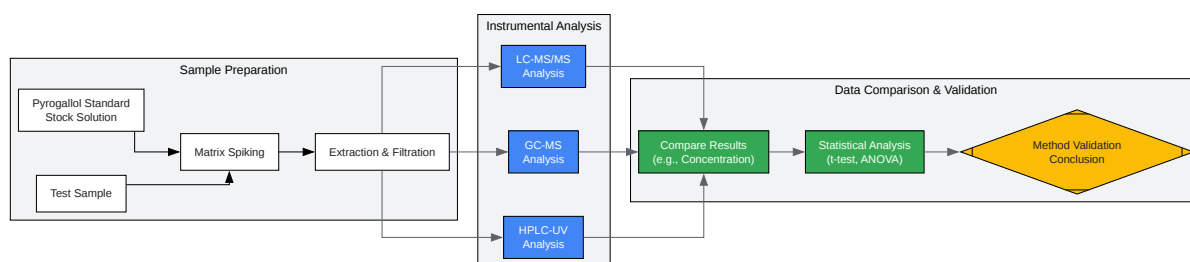 Sample Preparation
Pyrogallol Standard
Stock Solution
Test Sample
Matrix Spiking
Extraction & Filtration
Instrumental Analysis
LC-MS/MS
Analysis
GC-MS
Analysis
HPLC-UV
Analysis
Data Comparison & Validation
Compare Results
(e.g., Concentration)
Statistical Analysis
(t-test, ANOVA)
Method Validation
Conclusion